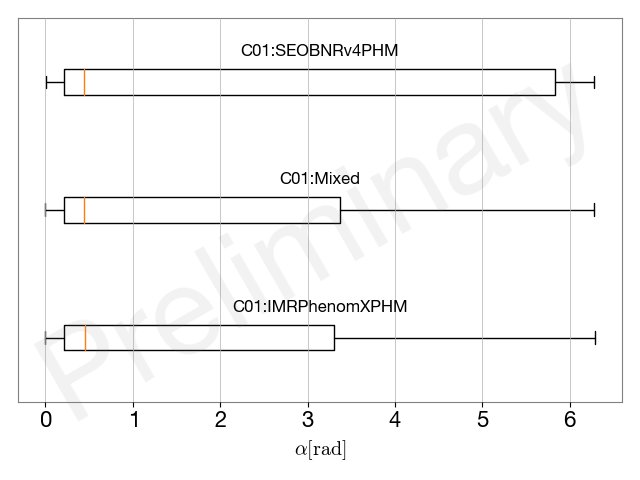 C01:SEOBNRv4PHM
C01:Mixed
C01:IMRPhenomXPHM
Preliminary
0 1 2 3 4 5 6
α[rad]